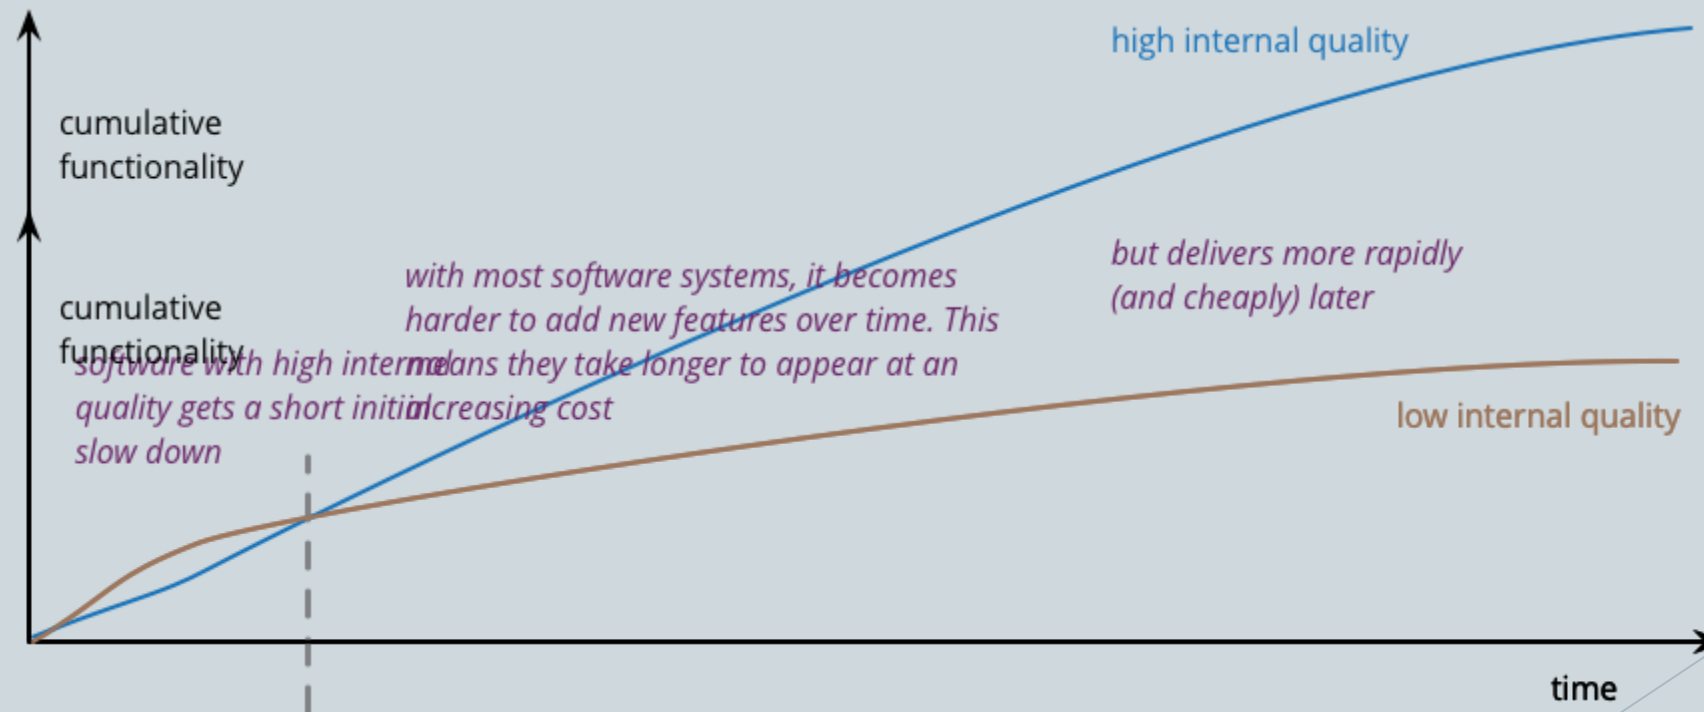 high internal quality
cumulative
functionality
but delivers more rapidly
(and cheaply) later
with most software systems, it becomes
harder to add new features over time. This
means they take longer to appear at an
increasing cost
cumulative
functionality
software with high internal
quality gets a short initial
slow down
low internal quality
time